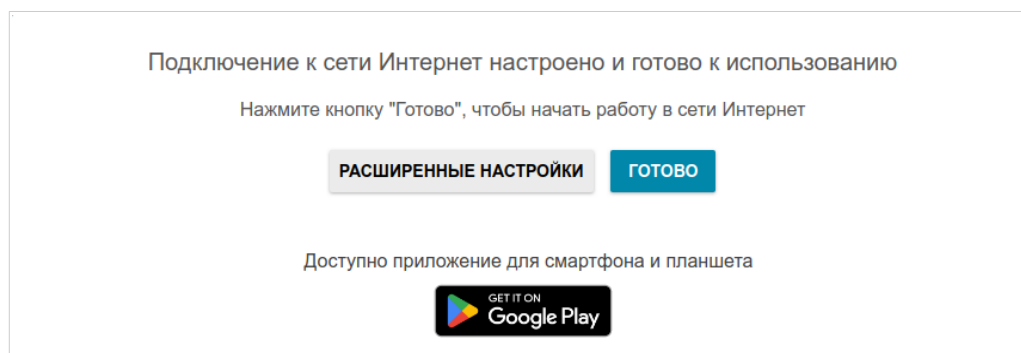 Подключение к сети Интернет настроено и готово к использованию
Нажмите кнопку "Готово", чтобы начать работу в сети Интернет
РАСШИРЕННЫЕ НАСТРОЙКИ ГОТОВО
Доступно приложение для смартфона и планшета
GET IT ON
Google Play